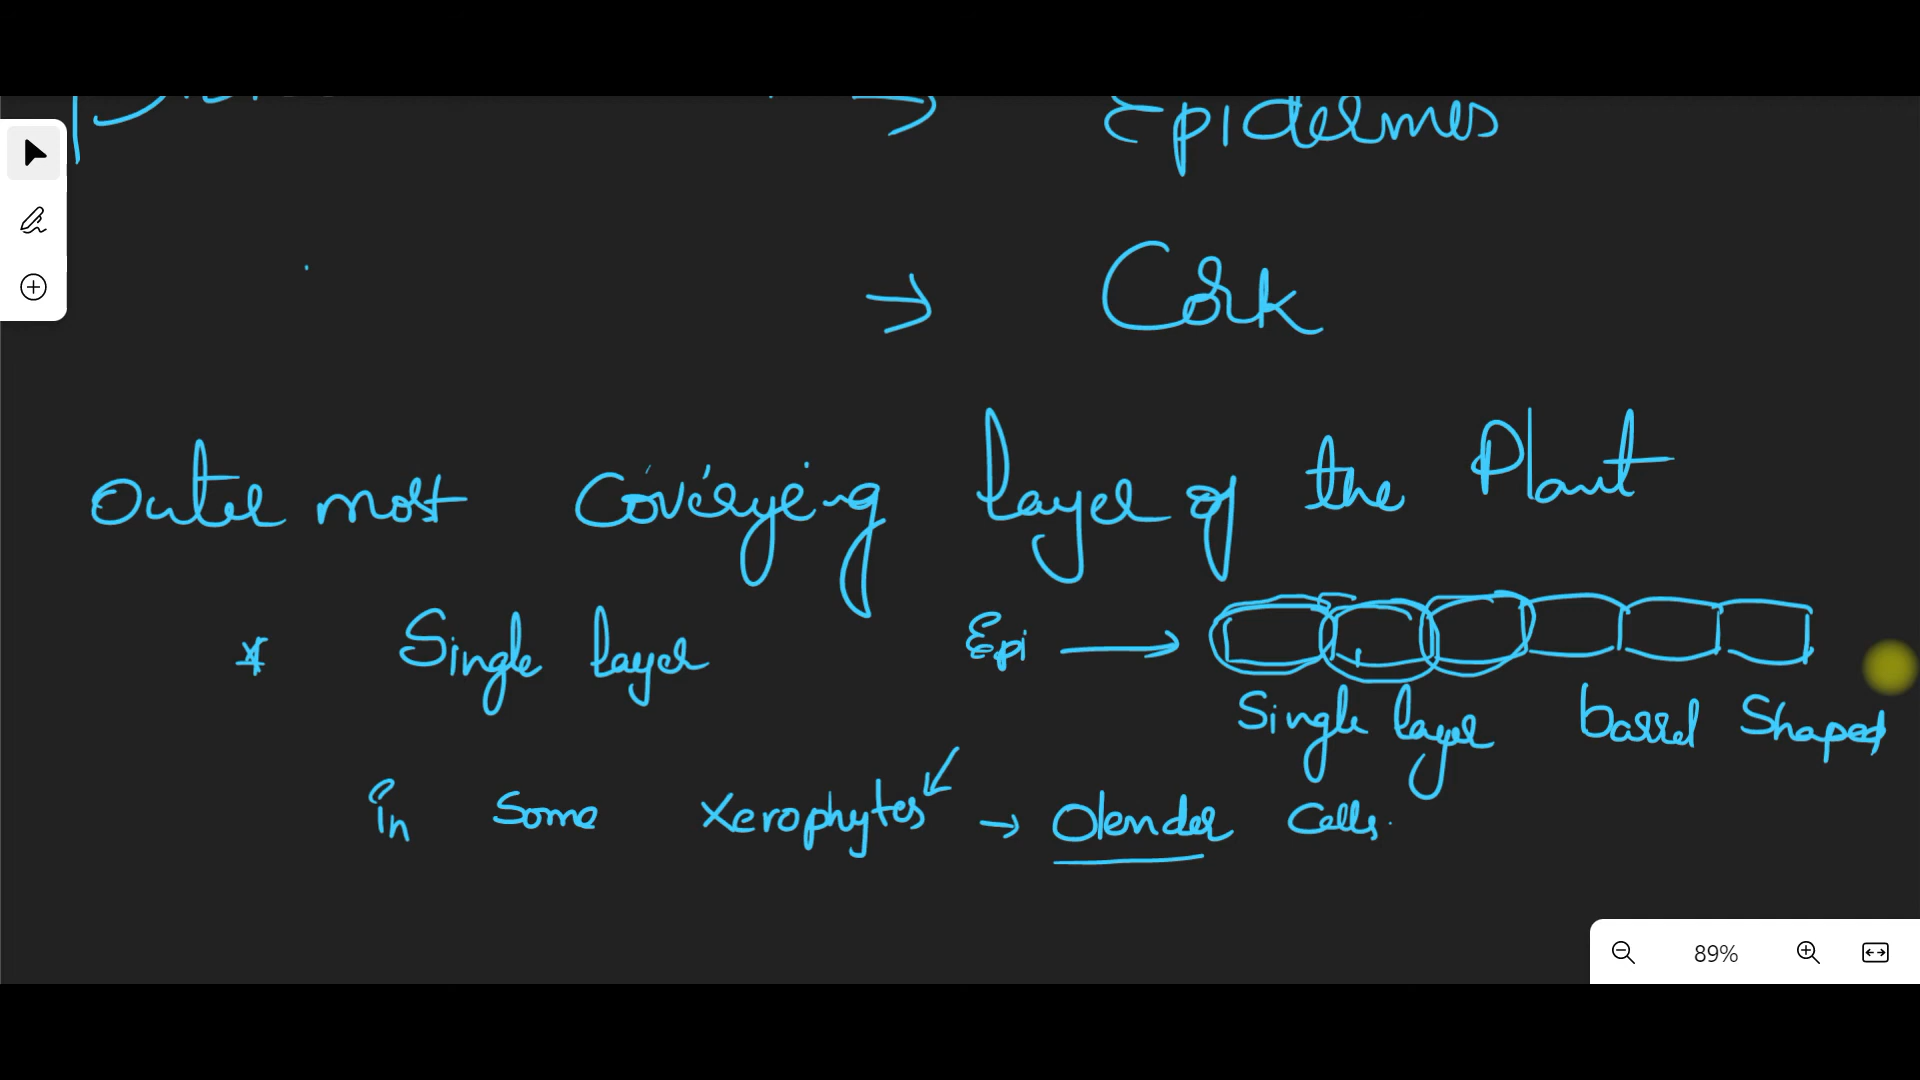 Epidermis
→ Cork
Outer most Coverying layer of the Plant
* Single layer Epi →
Single layer barrel Shaped
in Some Xerophytes → Olender Cells.
89%